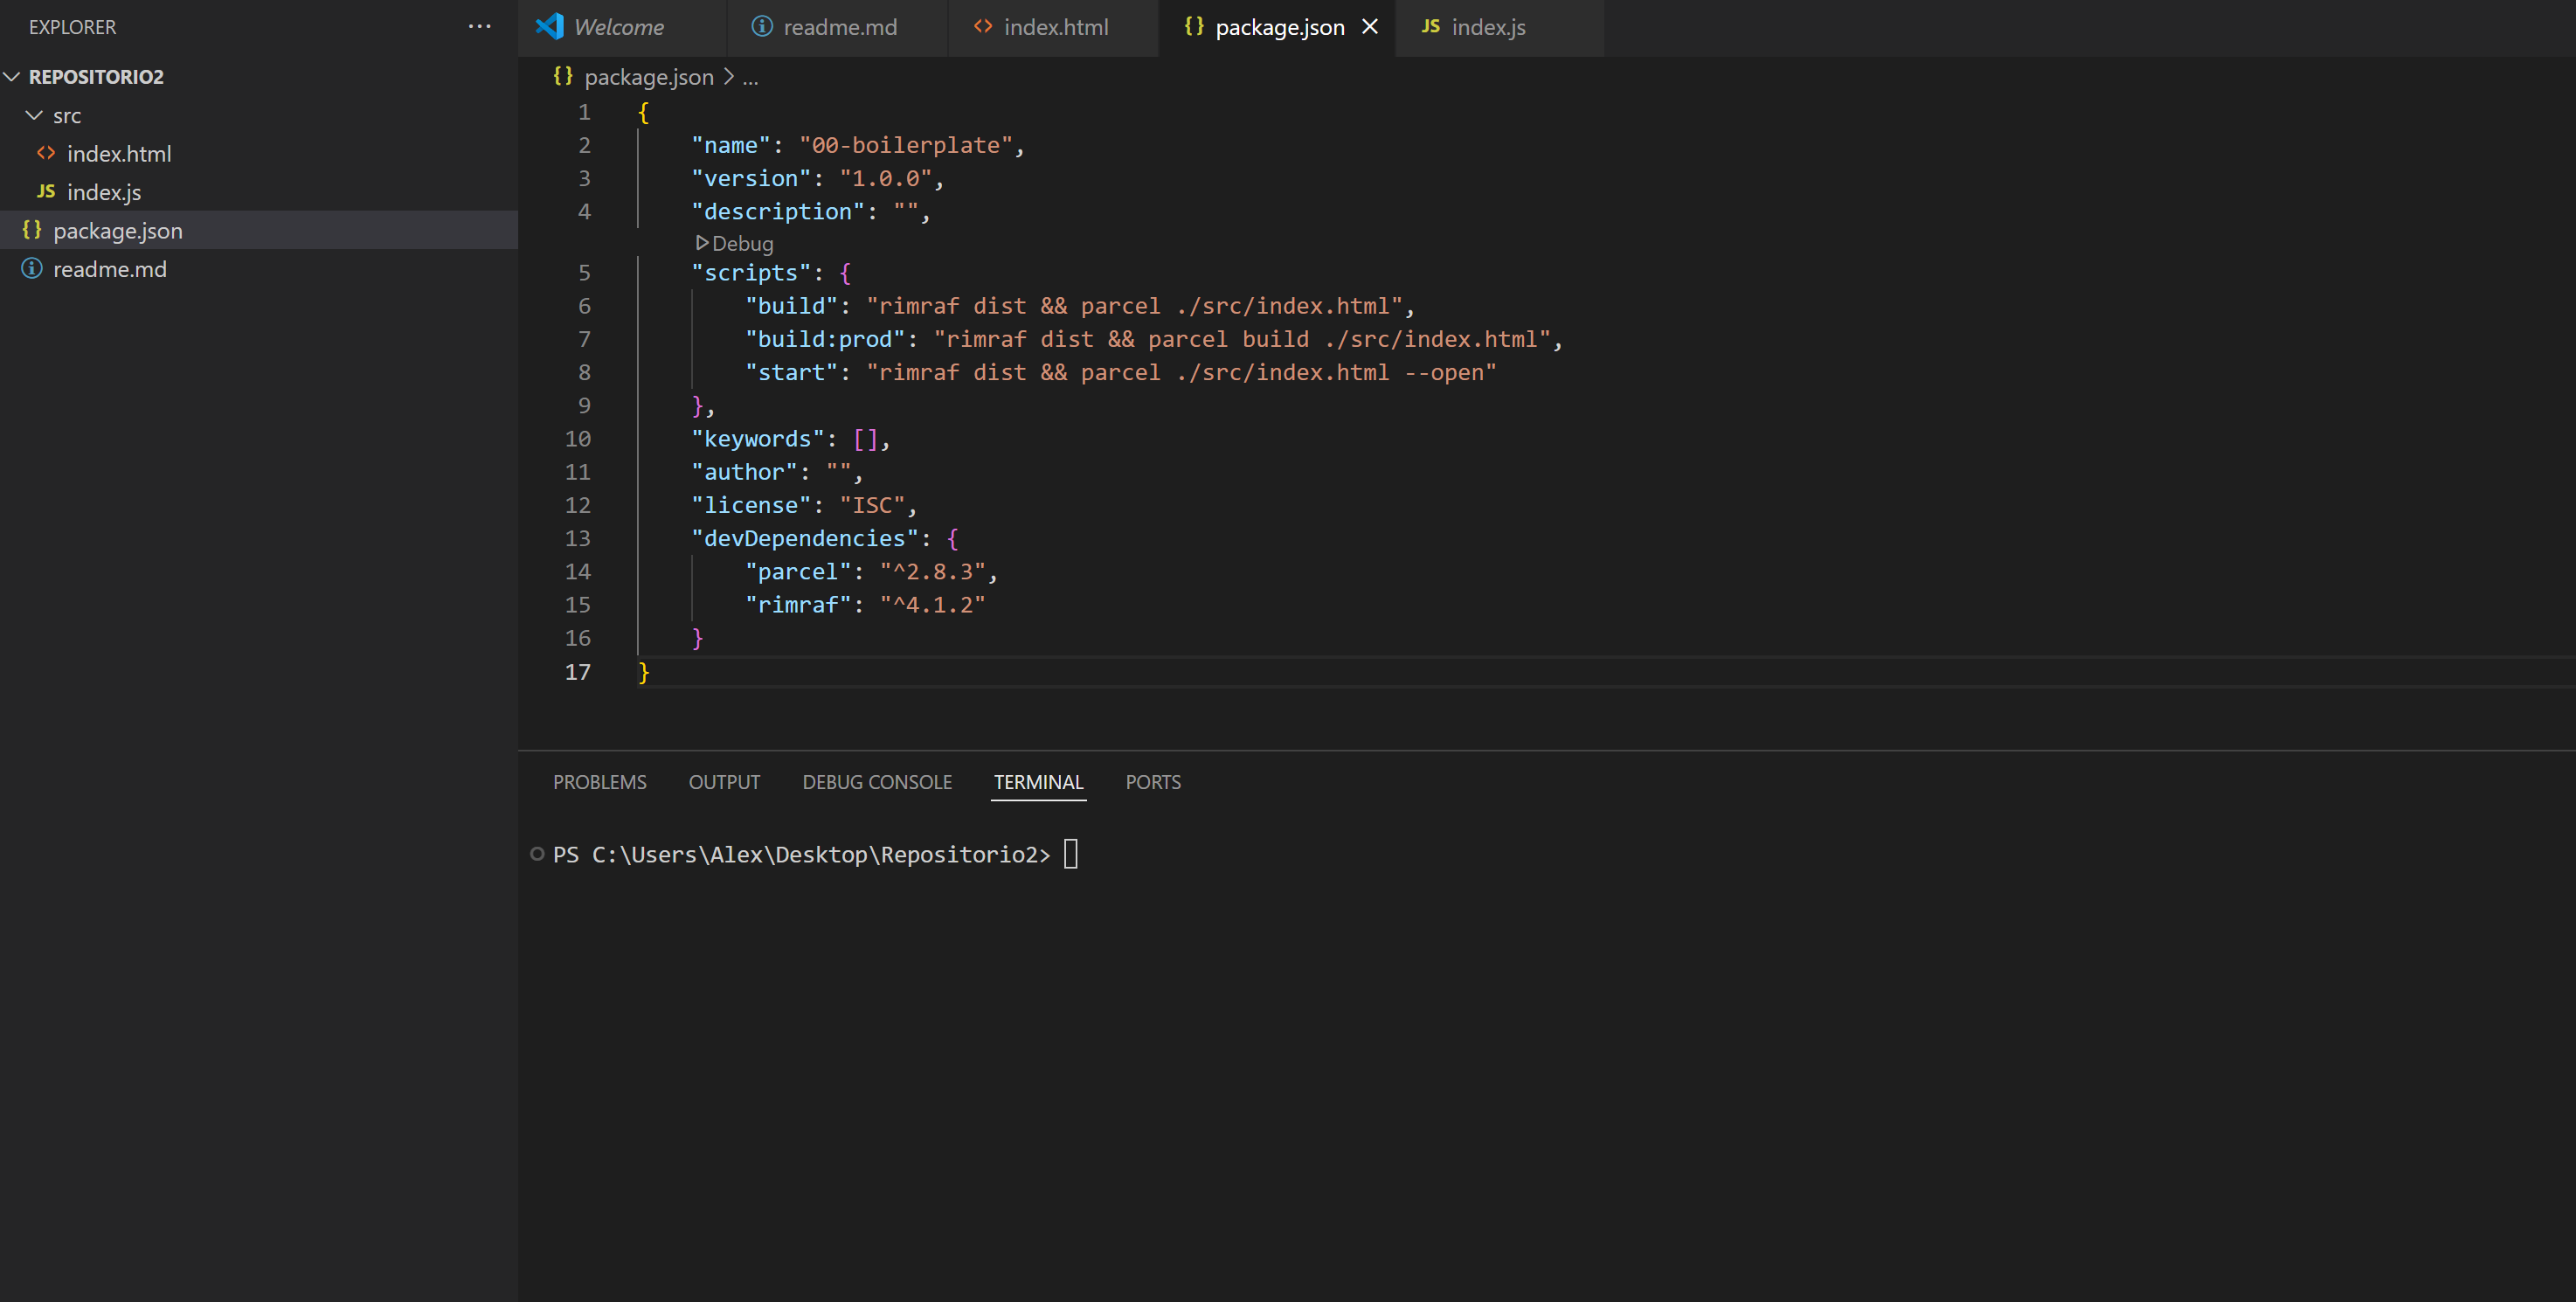 EXPLORER
...
REPOSITORIO2
src
index.html
JS index.js
{} package.json
readme.md
Welcome
readme.md
index.html
{} package.json
JS index.js
{} package.json > ...
1 {
2 "name": "00-boilerplate",
3 "version": "1.0.0",
4 "description": "",
Debug
5 "scripts": {
6 "build": "rimraf dist && parcel ./src/index.html",
7 "build:prod": "rimraf dist && parcel build ./src/index.html",
8 "start": "rimraf dist && parcel ./src/index.html --open"
9 },
10 "keywords": [],
11 "author": "",
12 "license": "ISC",
13 "devDependencies": {
14 "parcel": "^2.8.3",
15 "rimraf": "^4.1.2"
16 }
17 }
PROBLEMS OUTPUT DEBUG CONSOLE TERMINAL PORTS
PS C:\Users\Alex\Desktop\Repositorio2>